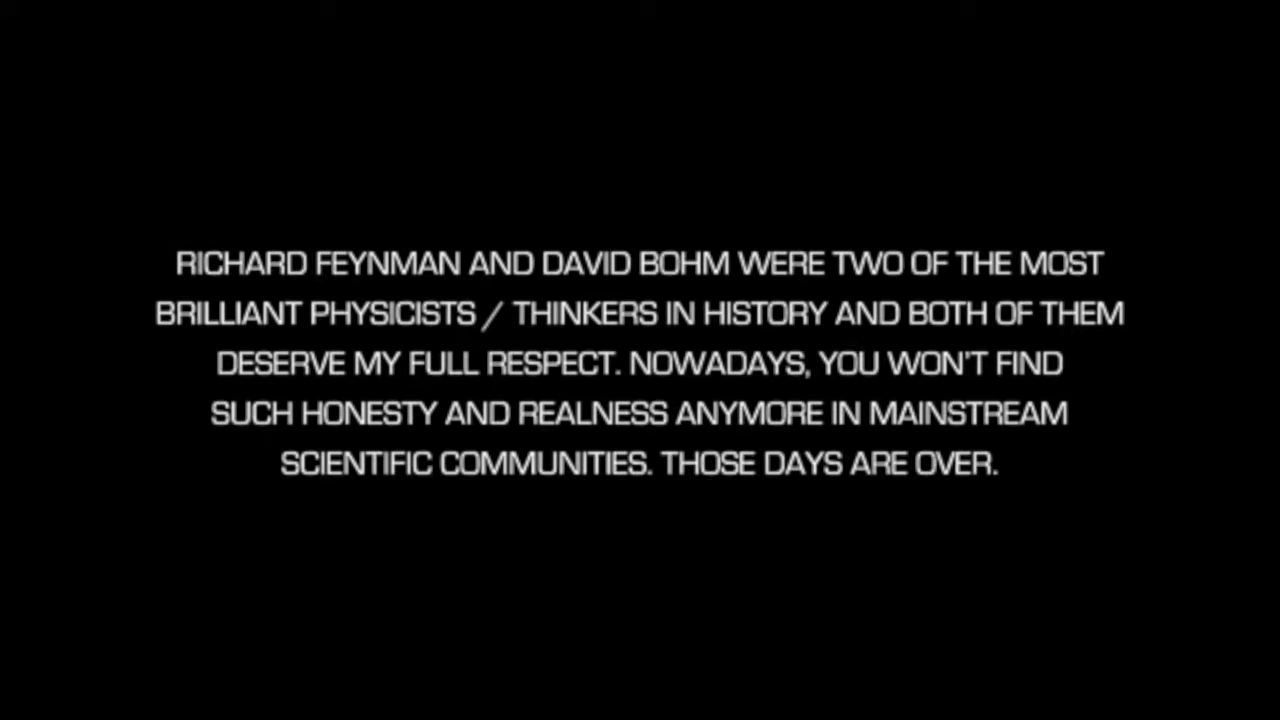 RICHARD FEYNMAN AND DAVID BOHM WERE TWO OF THE MOST
BRILLIANT PHYSICISTS / THINKERS IN HISTORY AND BOTH OF THEM
DESERVE MY FULL RESPECT. NOWADAYS, YOU WON'T FIND
SUCH HONESTY AND REALNESS ANYMORE IN MAINSTREAM
SCIENTIFIC COMMUNITIES. THOSE DAYS ARE OVER.